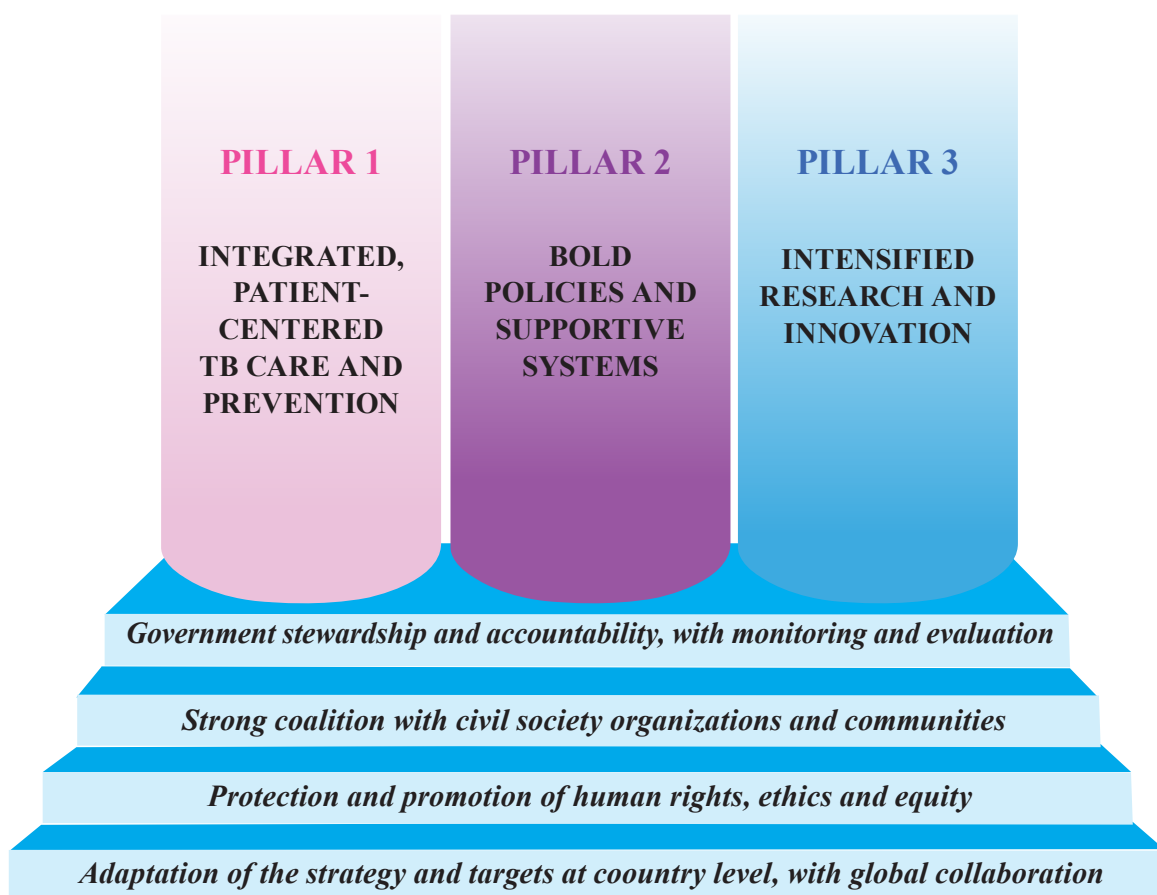 PILLAR 1
INTEGRATED,
PATIENT-
CENTERED
TB CARE AND
PREVENTION
PILLAR 2
BOLD
POLICIES AND
SUPPORTIVE
SYSTEMS
PILLAR 3
INTENSIFIED
RESEARCH AND
INNOVATION
Government stewardship and accountability, with monitoring and evaluation
Strong coalition with civil society organizations and communities
Protection and promotion of human rights, ethics and equity
Adaptation of the strategy and targets at coountry level, with global collaboration